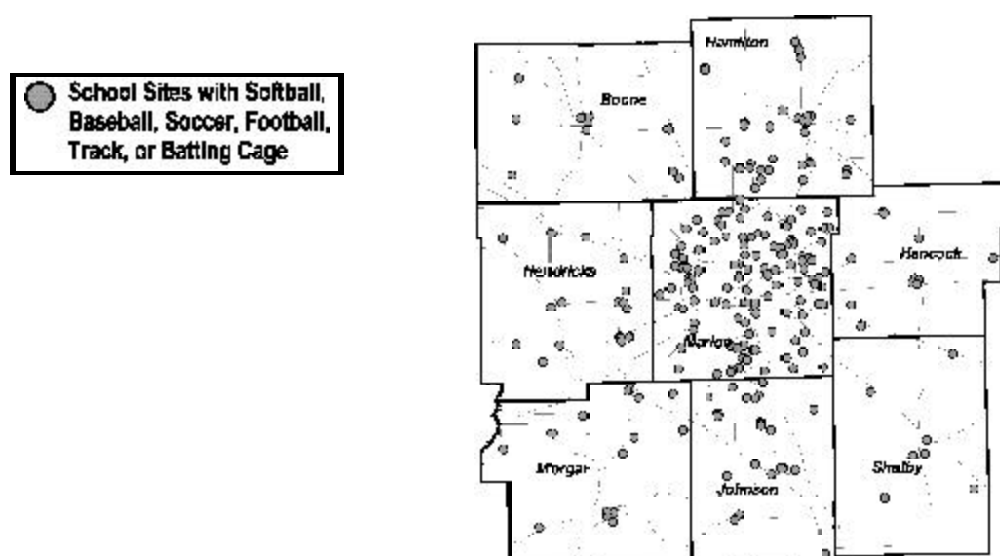 School Sites with Softball,
Baseball, Soccer, Football,
Track, or Batting Cage
Hamilton
Boone
Hancock
Hendricks
Marion
Morgan
Shelby
Johnson